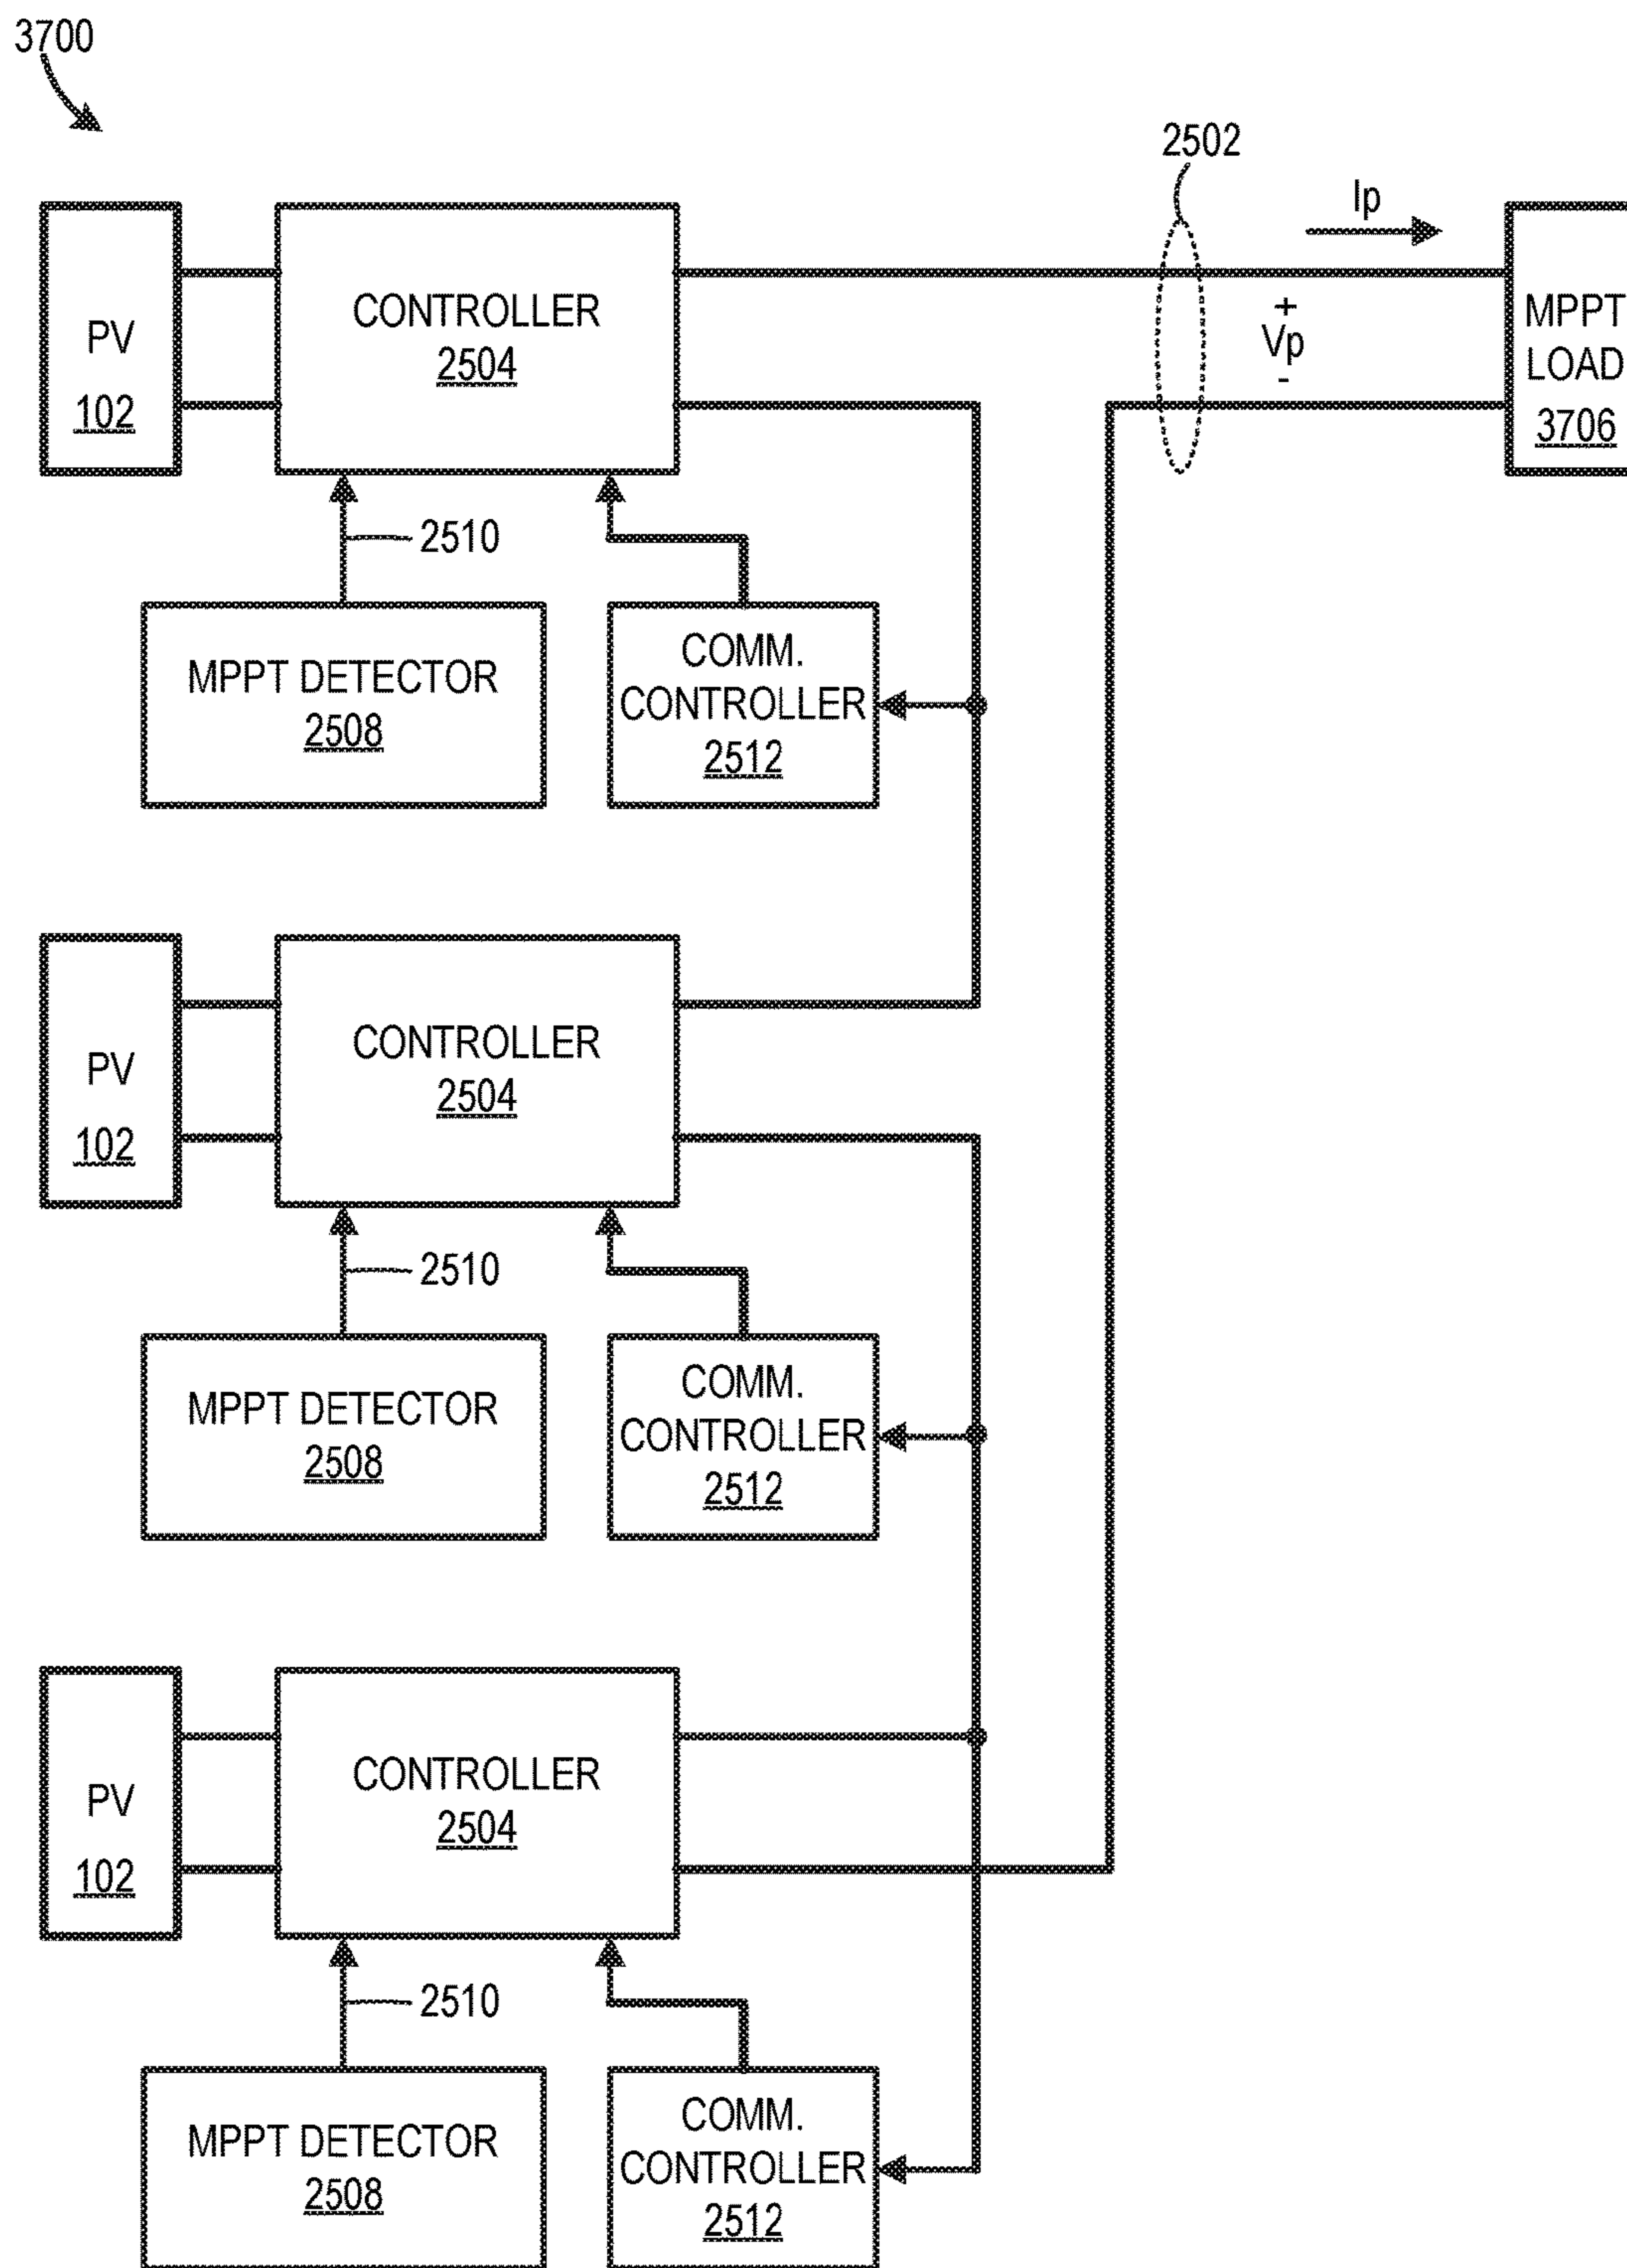 3700
2502
Ip
PV
102
CONTROLLER
2504
+
Vp
-
MPPT
LOAD
3706
2510
MPPT DETECTOR
2508
COMM.
CONTROLLER
2512
PV
102
CONTROLLER
2504
2510
MPPT DETECTOR
2508
COMM.
CONTROLLER
2512
PV
102
CONTROLLER
2504
2510
MPPT DETECTOR
2508
COMM.
CONTROLLER
2512